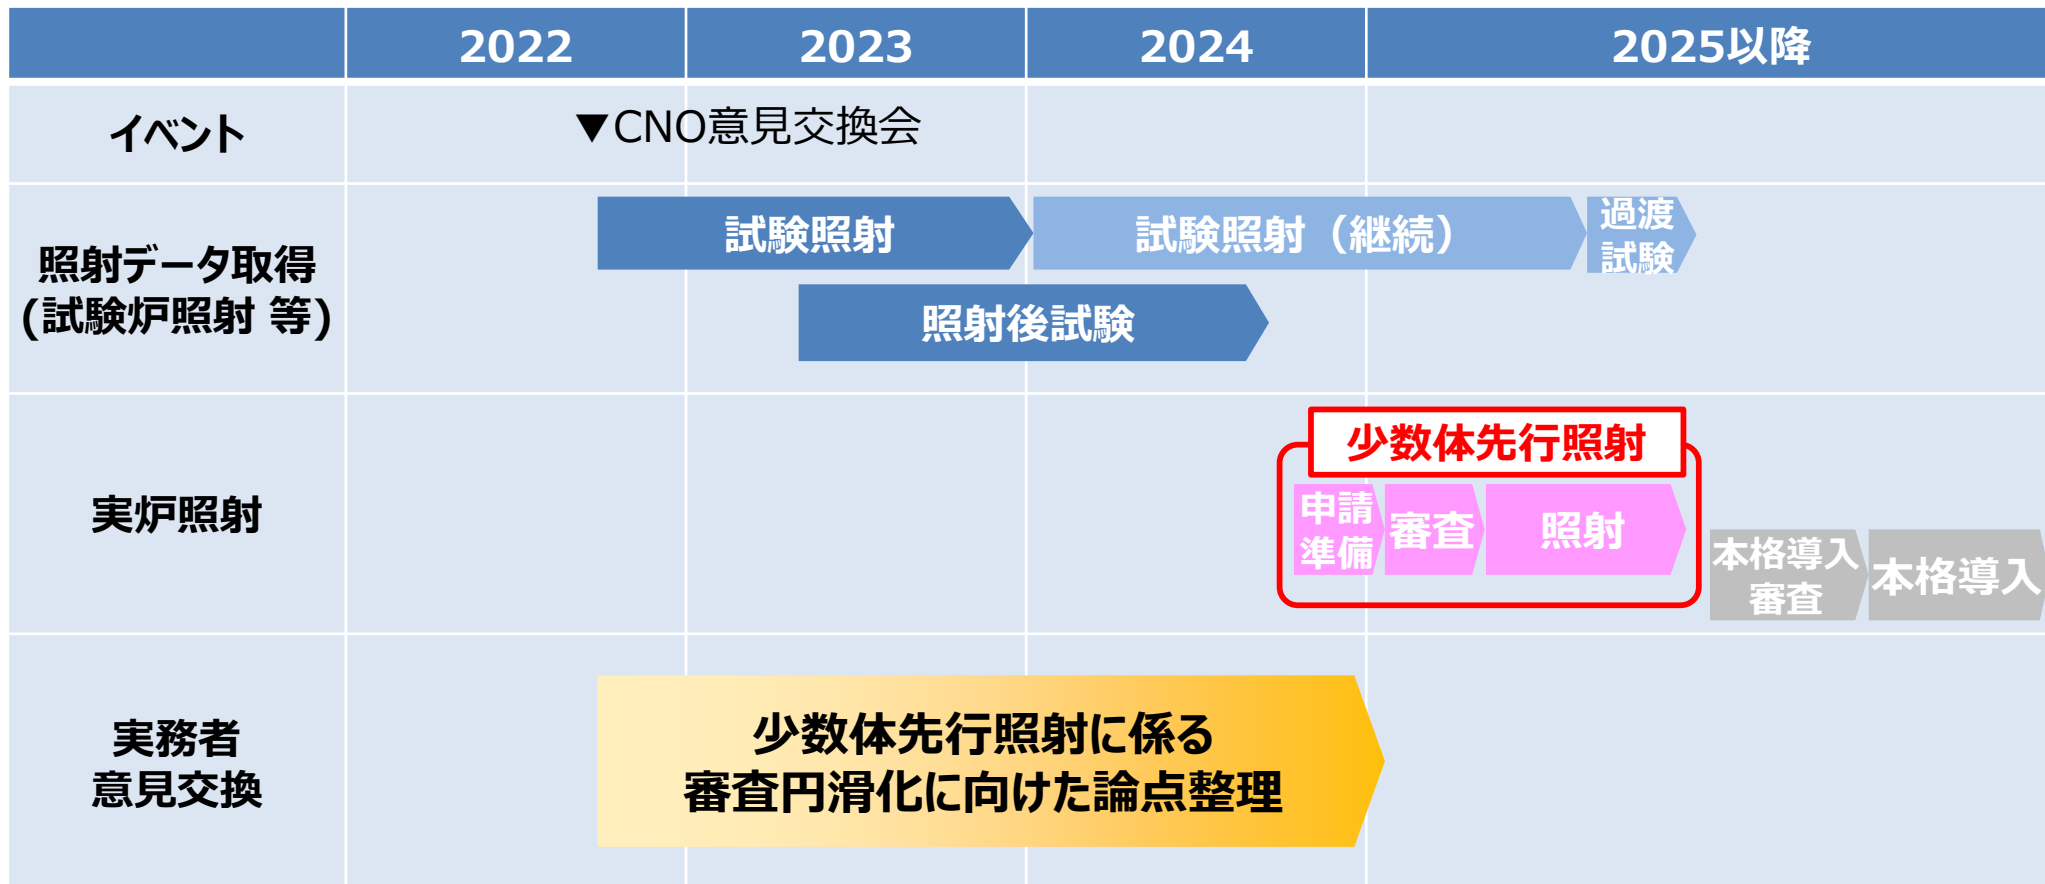 2022
2023
2024
2025以降
イベント
▼CNO意見交換会
照射データ取得
(試験炉照射 等)
試験照射
試験照射（継続）
過渡
試験
照射後試験
実炉照射
少数体先行照射
申請
準備
審査
照射
本格導入
審査
本格導入
実務者
意見交換
少数体先行照射に係る
審査円滑化に向けた論点整理